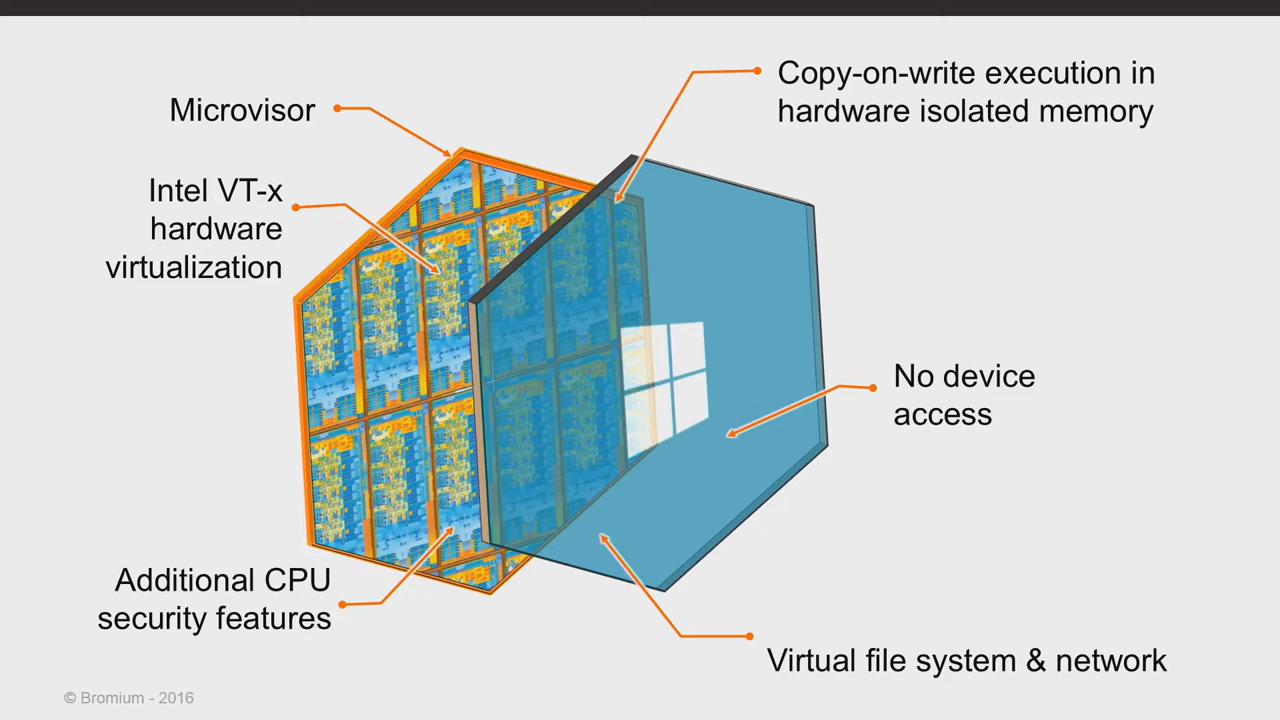 Copy-on-write execution in
hardware isolated memory
Microvisor
Intel VT-x
hardware
virtualization
No device
access
Additional CPU
security features
Virtual file system & network
© Bromium - 2016